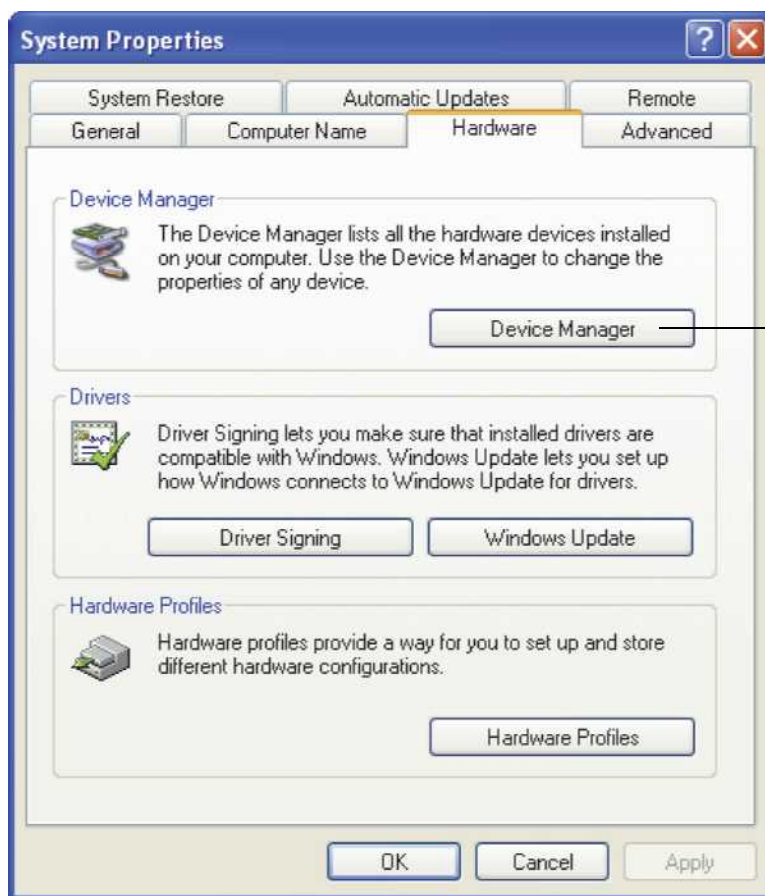 System Properties
System Restore
Automatic Updates
Remote
General
Computer Name
Hardware
Advanced
Device Manager
The Device Manager lists all the hardware devices installed
on your computer. Use the Device Manager to change the
properties of any device.
Device Manager
Drivers
Driver Signing lets you make sure that installed drivers are
compatible with Windows. Windows Update lets you set up
how Windows connects to Windows Update for drivers.
Driver Signing
Windows Update
Hardware Profiles
Hardware profiles provide a way for you to set up and store
different hardware configurations.
Hardware Profiles
OK
Cancel
Apply